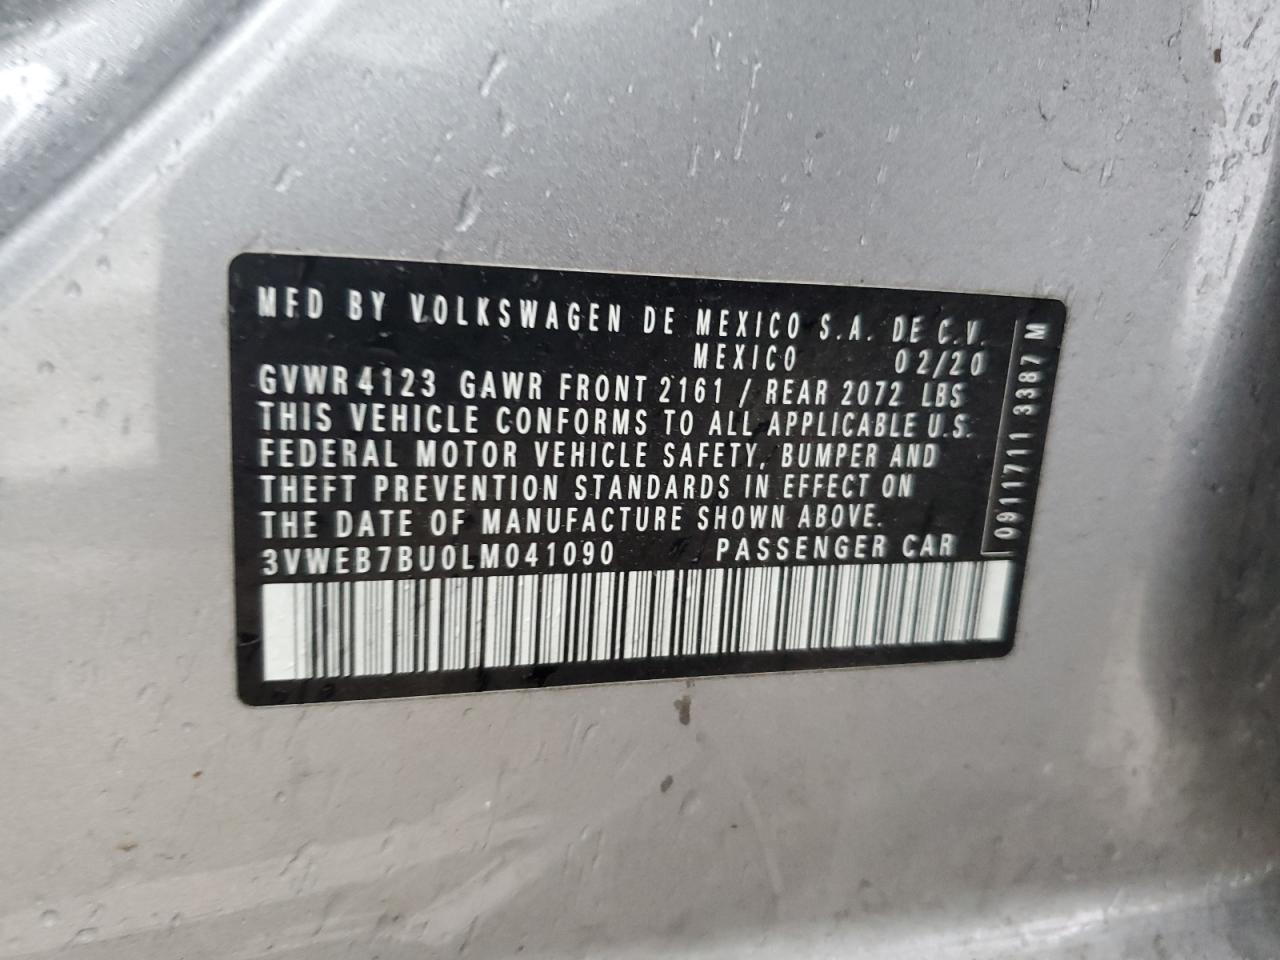 MFD BY VOLKSWAGEN DE MEXICO S.A. DE C.V.
MEXICO 02/20
GVWR 4123 GAWR FRONT 2161 / REAR 2072 LBS
THIS VEHICLE CONFORMS TO ALL APPLICABLE U.S.
FEDERAL MOTOR VEHICLE SAFETY, BUMPER AND
THEFT PREVENTION STANDARDS IN EFFECT ON
THE DATE OF MANUFACTURE SHOWN ABOVE.
3VWEB7BU0LM041090 PASSENGER CAR
0911711 3387 M